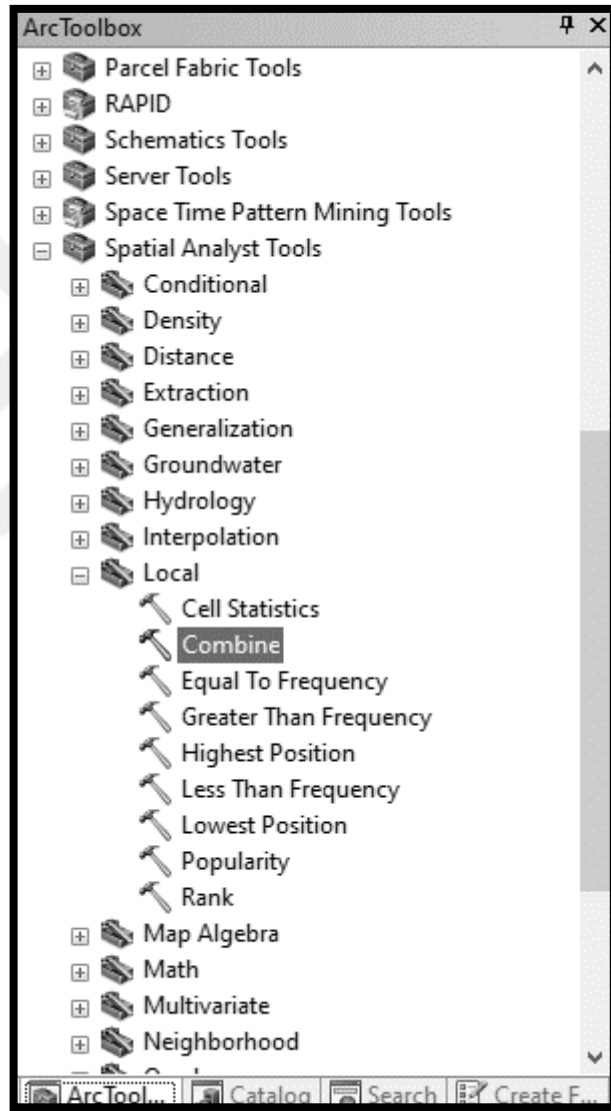 ArcToolbox
Parcel Fabric Tools
RAPID
Schematics Tools
Server Tools
Space Time Pattern Mining Tools
Spatial Analyst Tools
Conditional
Density
Distance
Extraction
Generalization
Groundwater
Hydrology
Interpolation
Local
Cell Statistics
Combine
Equal To Frequency
Greater Than Frequency
Highest Position
Less Than Frequency
Lowest Position
Popularity
Rank
Map Algebra
Math
Multivariate
Neighborhood
ArcTool... Catalog Search Create F...